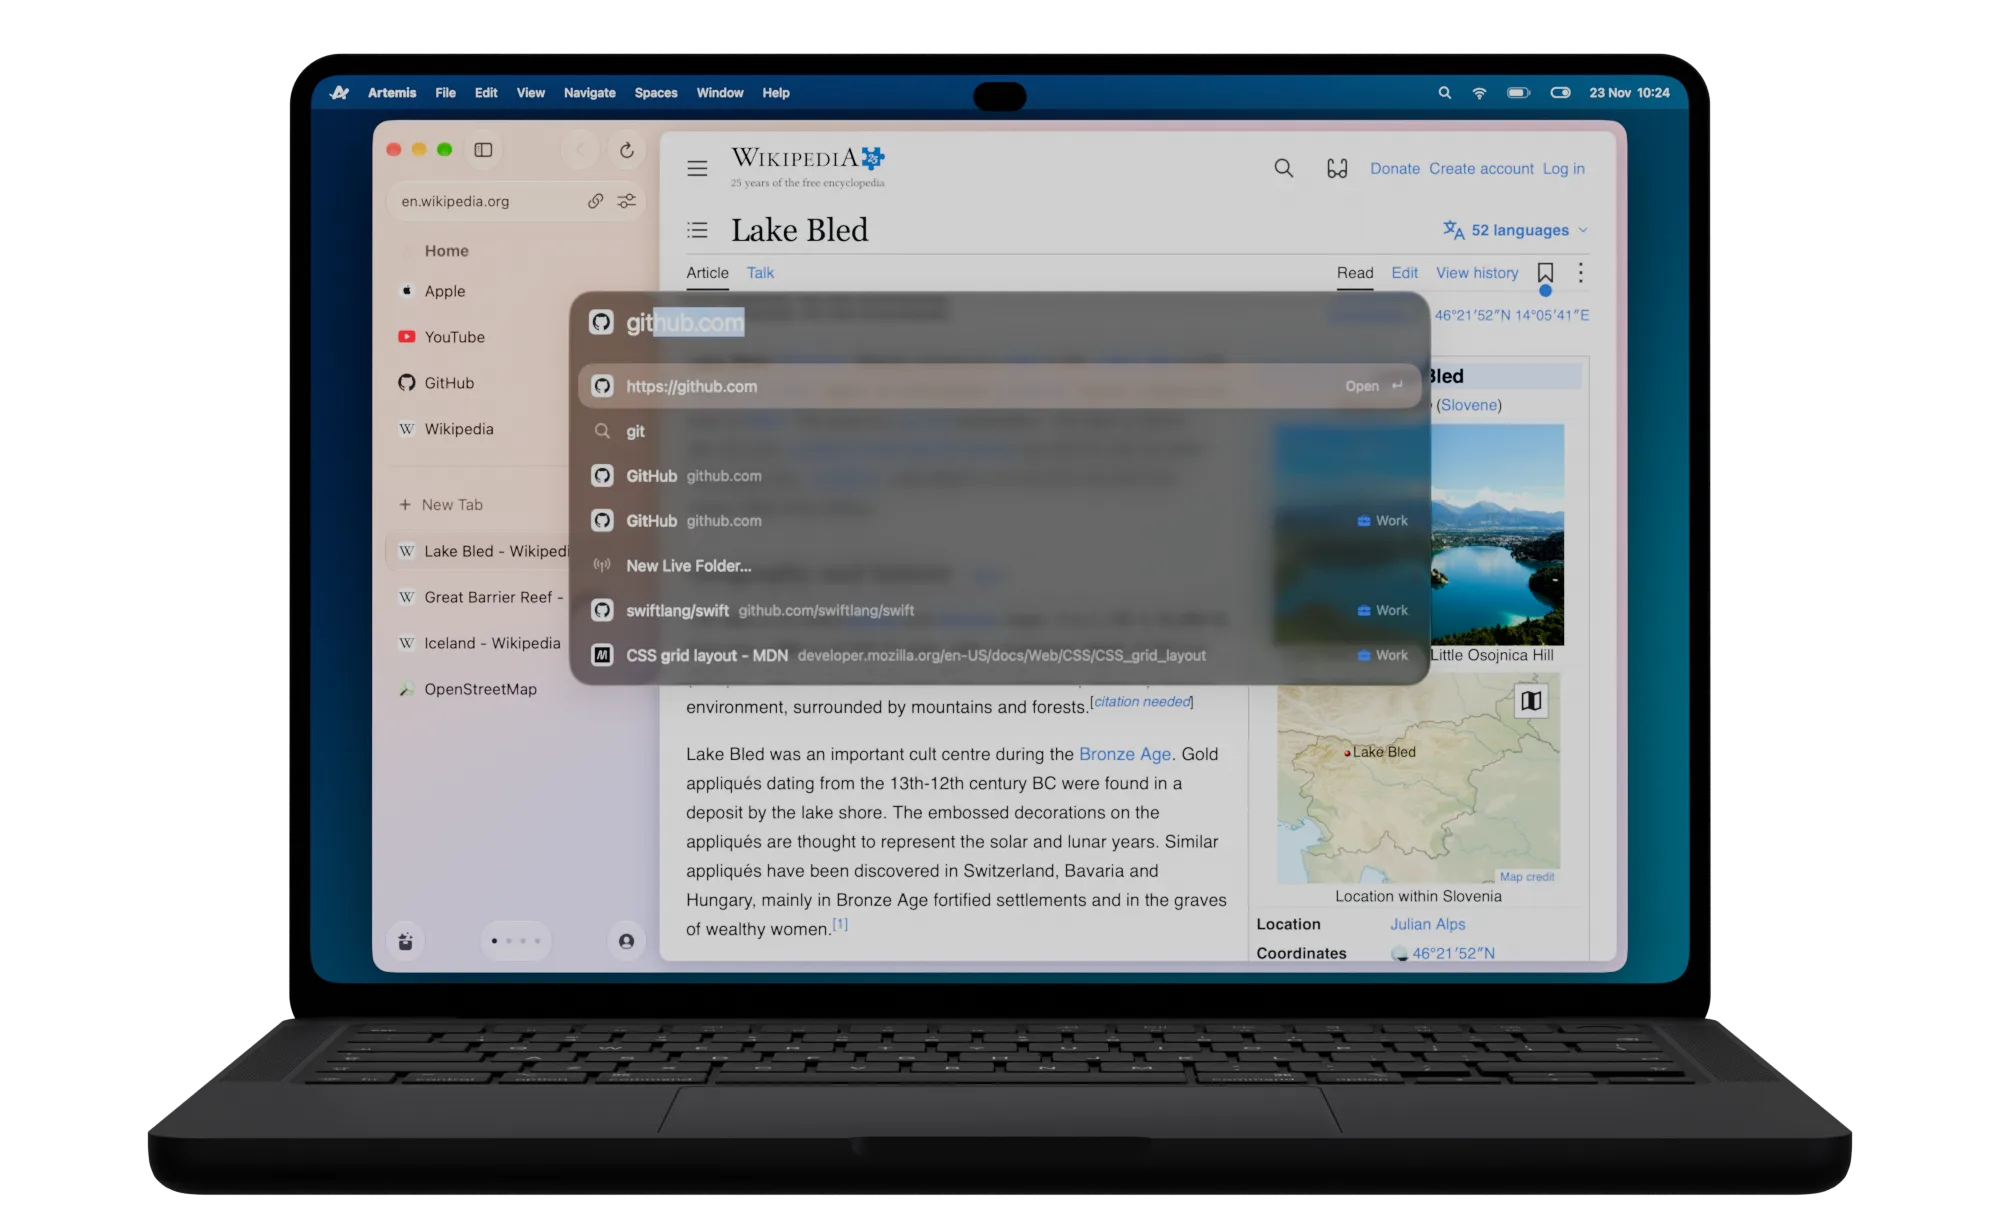 Artemis File Edit View Navigate Spaces Window Help
23 Nov 10:24
en.wikipedia.org
Home
Apple
YouTube
GitHub
Wikipedia
+ New Tab
Lake Bled - Wikipedi
Great Barrier Reef -
Iceland - Wikipedia
OpenStreetMap
WIKIPEDIA 25
25 years of the free encyclopedia
Donate Create account Log in
Lake Bled
52 languages
Article Talk
Read Edit View history
46°21′52″N 14°05′41″E
github.com
https://github.com Open
git
GitHub github.com
GitHub github.com Work
New Live Folder...
swiftlang/swift github.com/swiftlang/swift Work
CSS grid layout - MDN developer.mozilla.org/en-US/docs/Web/CSS/CSS_grid_layout Work
environment, surrounded by mountains and forests.[citation needed]
Lake Bled was an important cult centre during the Bronze Age. Gold
appliqués dating from the 13th-12th century BC were found in a
deposit by the lake shore. The embossed decorations on the
appliqués are thought to represent the solar and lunar years. Similar
appliqués have been discovered in Switzerland, Bavaria and
Hungary, mainly in Bronze Age fortified settlements and in the graves
of wealthy women.[1]
Bled
(Slovene)
Little Osojnica Hill
Lake Bled
Map credit
Location within Slovenia
Location Julian Alps
Coordinates 46°21′52″N
control option command
command option